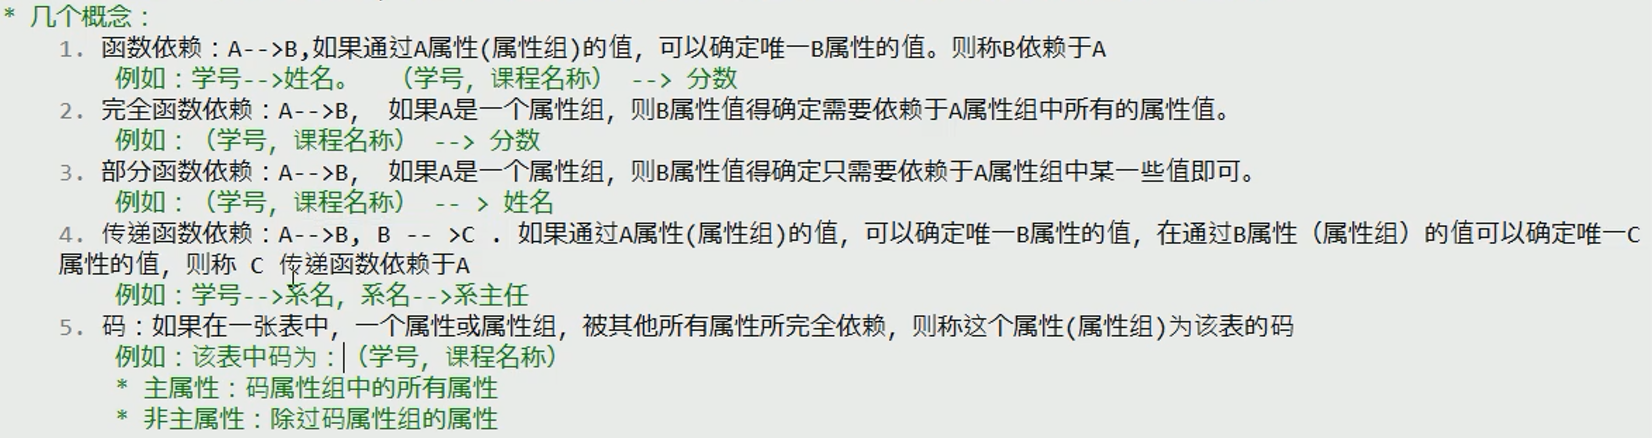 * 几个概念：
1. 函数依赖：A-->B,如果通过A属性(属性组)的值，可以确定唯一B属性的值。则称B依赖于A
例如：学号-->姓名。 （学号，课程名称） --> 分数
2. 完全函数依赖：A-->B， 如果A是一个属性组，则B属性值得确定需要依赖于A属性组中所有的属性值。
例如：（学号，课程名称） --> 分数
3. 部分函数依赖：A-->B， 如果A是一个属性组，则B属性值得确定只需要依赖于A属性组中某一些值即可。
例如：（学号，课程名称） -- > 姓名
4. 传递函数依赖：A-->B, B -- >C . 如果通过A属性(属性组)的值，可以确定唯一B属性的值，在通过B属性（属性组）的值可以确定唯一C
属性的值，则称 C 传递函数依赖于A
例如：学号-->系名，系名-->系主任
5. 码：如果在一张表中，一个属性或属性组，被其他所有属性所完全依赖，则称这个属性(属性组)为该表的码
例如：该表中码为：（学号，课程名称）
* 主属性：码属性组中的所有属性
* 非主属性：除过码属性组的属性